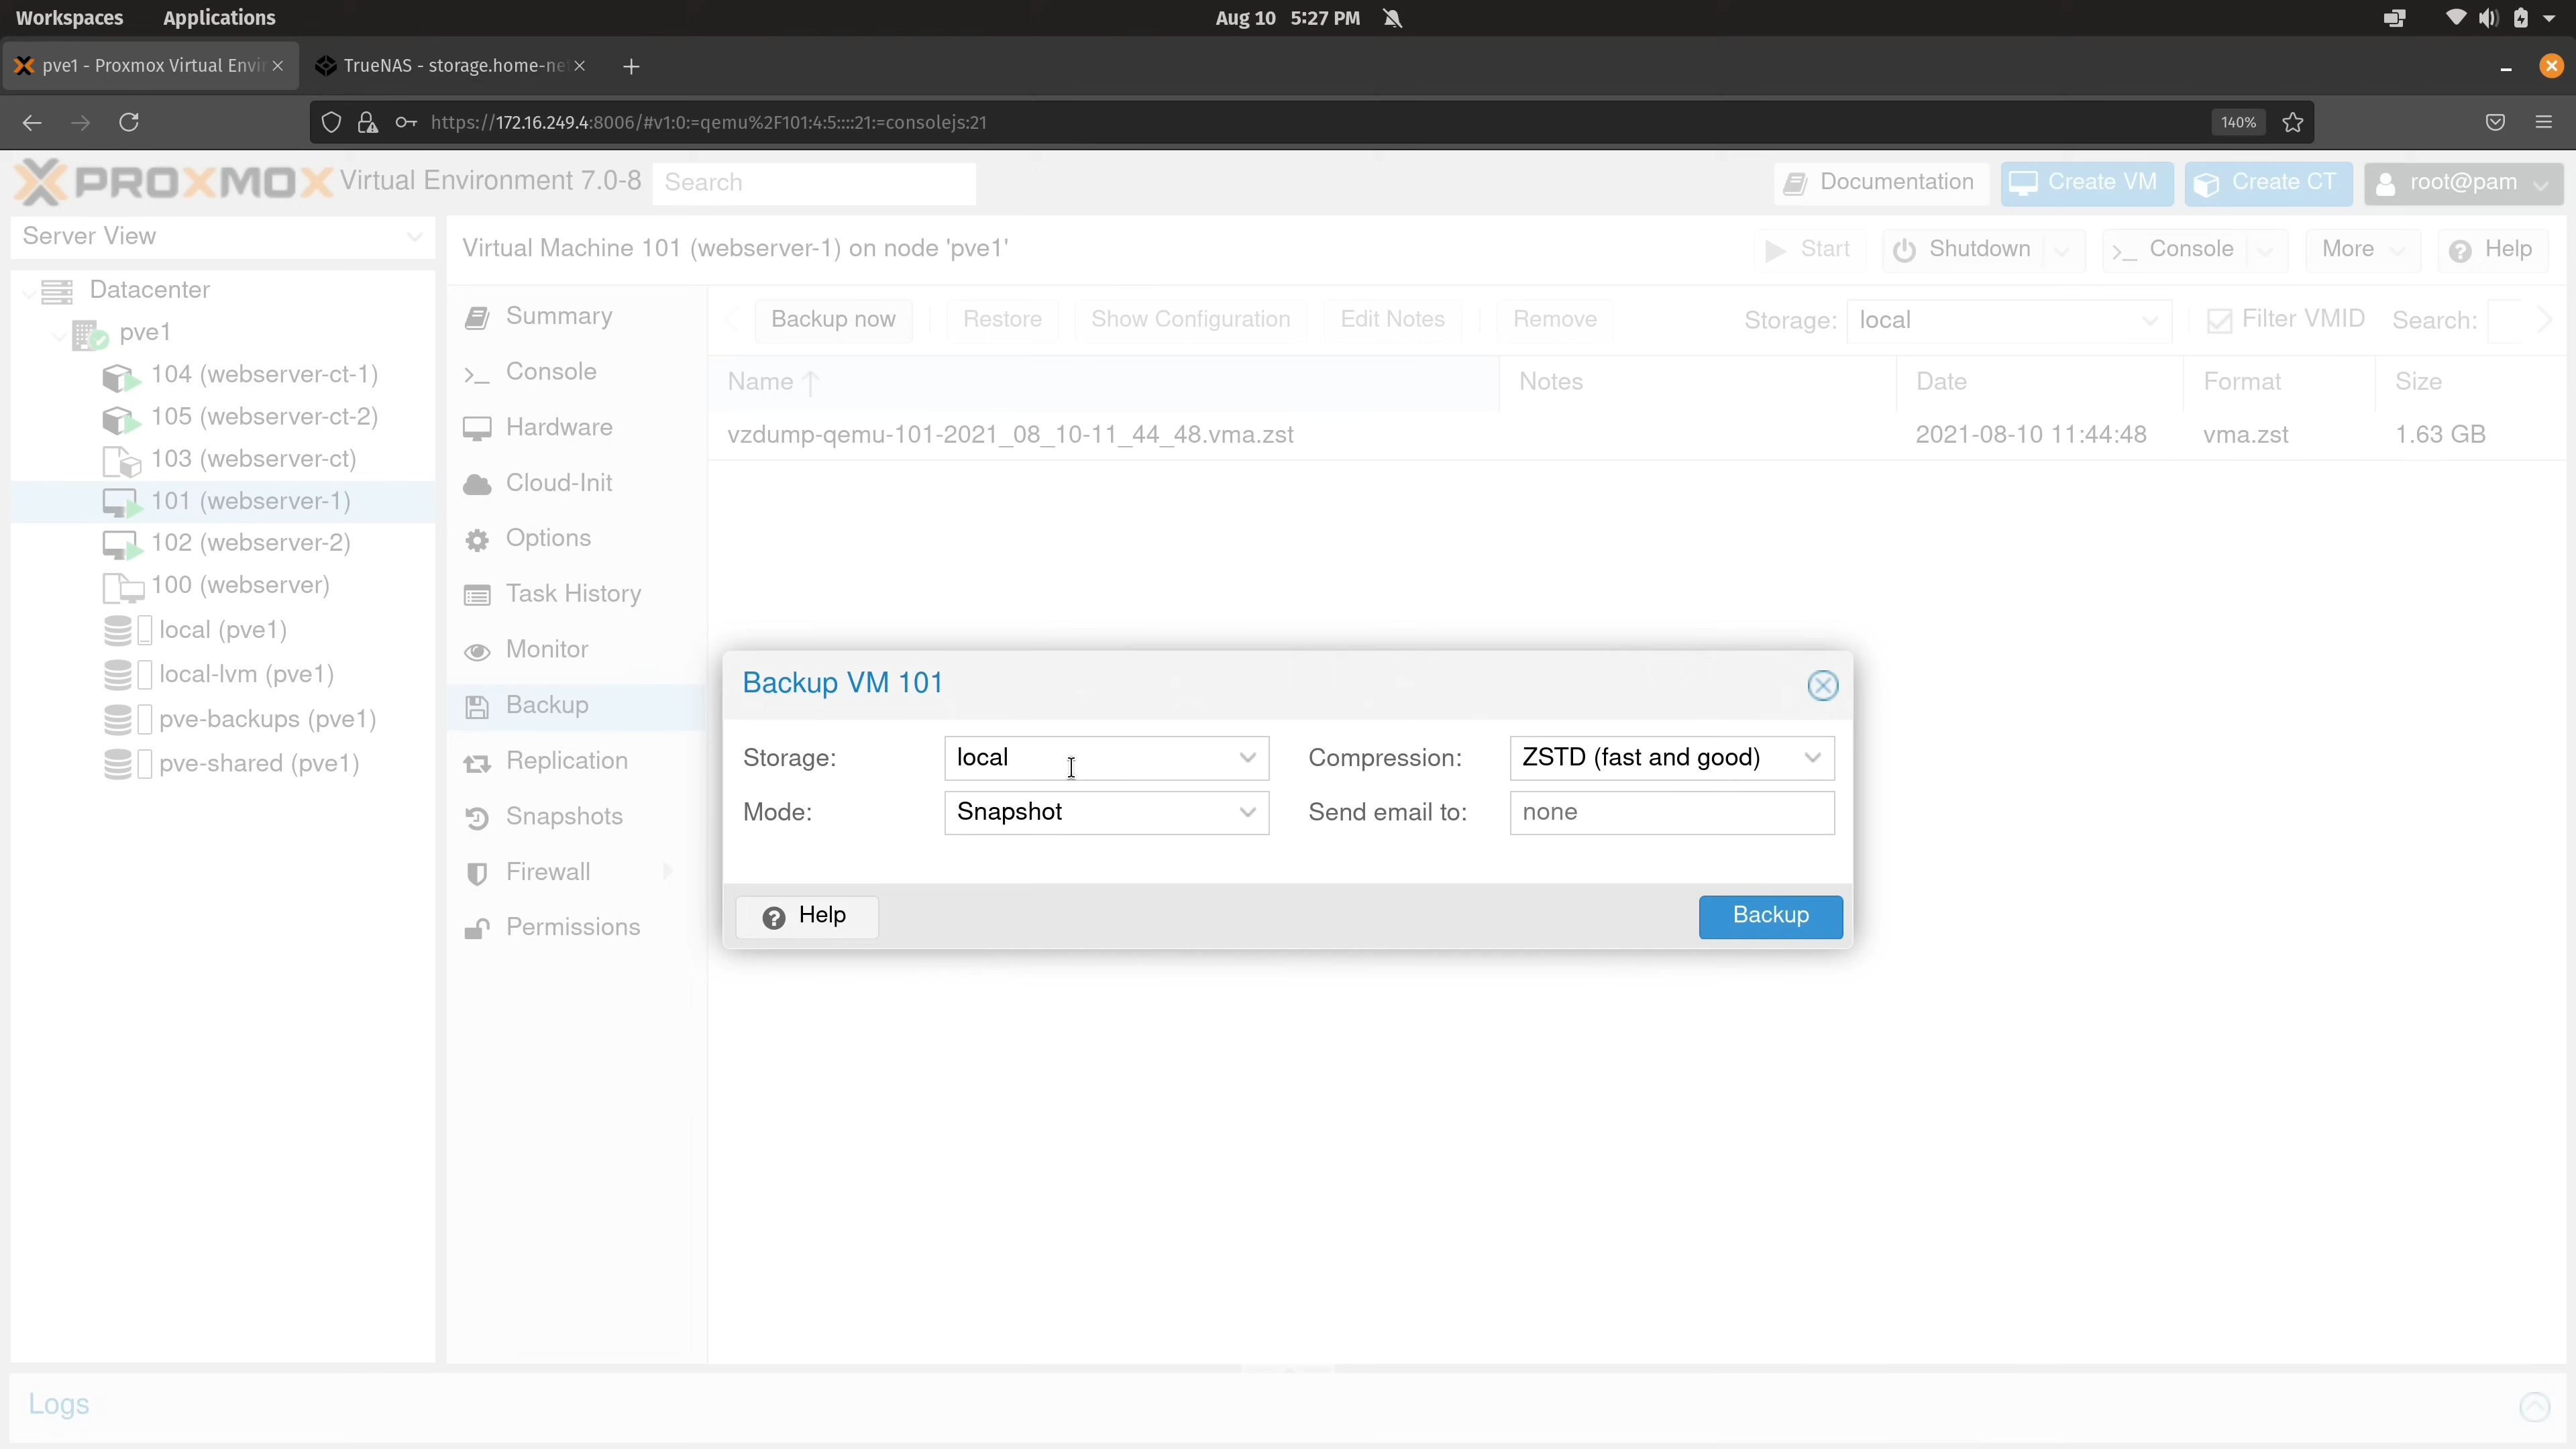 Workspaces Applications Aug 10 5:27 PM
pve1 - Proxmox Virtual Envir TrueNAS - storage.home-ne
https://172.16.249.4:8006/#v1:0:=qemu%2F101:4:5::::21:=consolejs:21 140%
PROXMOX Virtual Environment 7.0-8 Search Documentation Create VM Create CT root@pam
Server View
Datacenter
pve1
104 (webserver-ct-1)
105 (webserver-ct-2)
103 (webserver-ct)
101 (webserver-1)
102 (webserver-2)
100 (webserver)
local (pve1)
local-lvm (pve1)
pve-backups (pve1)
pve-shared (pve1)
Virtual Machine 101 (webserver-1) on node 'pve1' Start Shutdown Console More Help
Summary
Console
Hardware
Cloud-Init
Options
Task History
Monitor
Backup
Replication
Snapshots
Firewall
Permissions
Backup now Restore Show Configuration Edit Notes Remove Storage: local Filter VMID Search:
Name Notes Date Format Size
vzdump-qemu-101-2021_08_10-11_44_48.vma.zst 2021-08-10 11:44:48 vma.zst 1.63 GB
Backup VM 101
Storage: local Compression: ZSTD (fast and good)
Mode: Snapshot Send email to: none
Help Backup
Logs